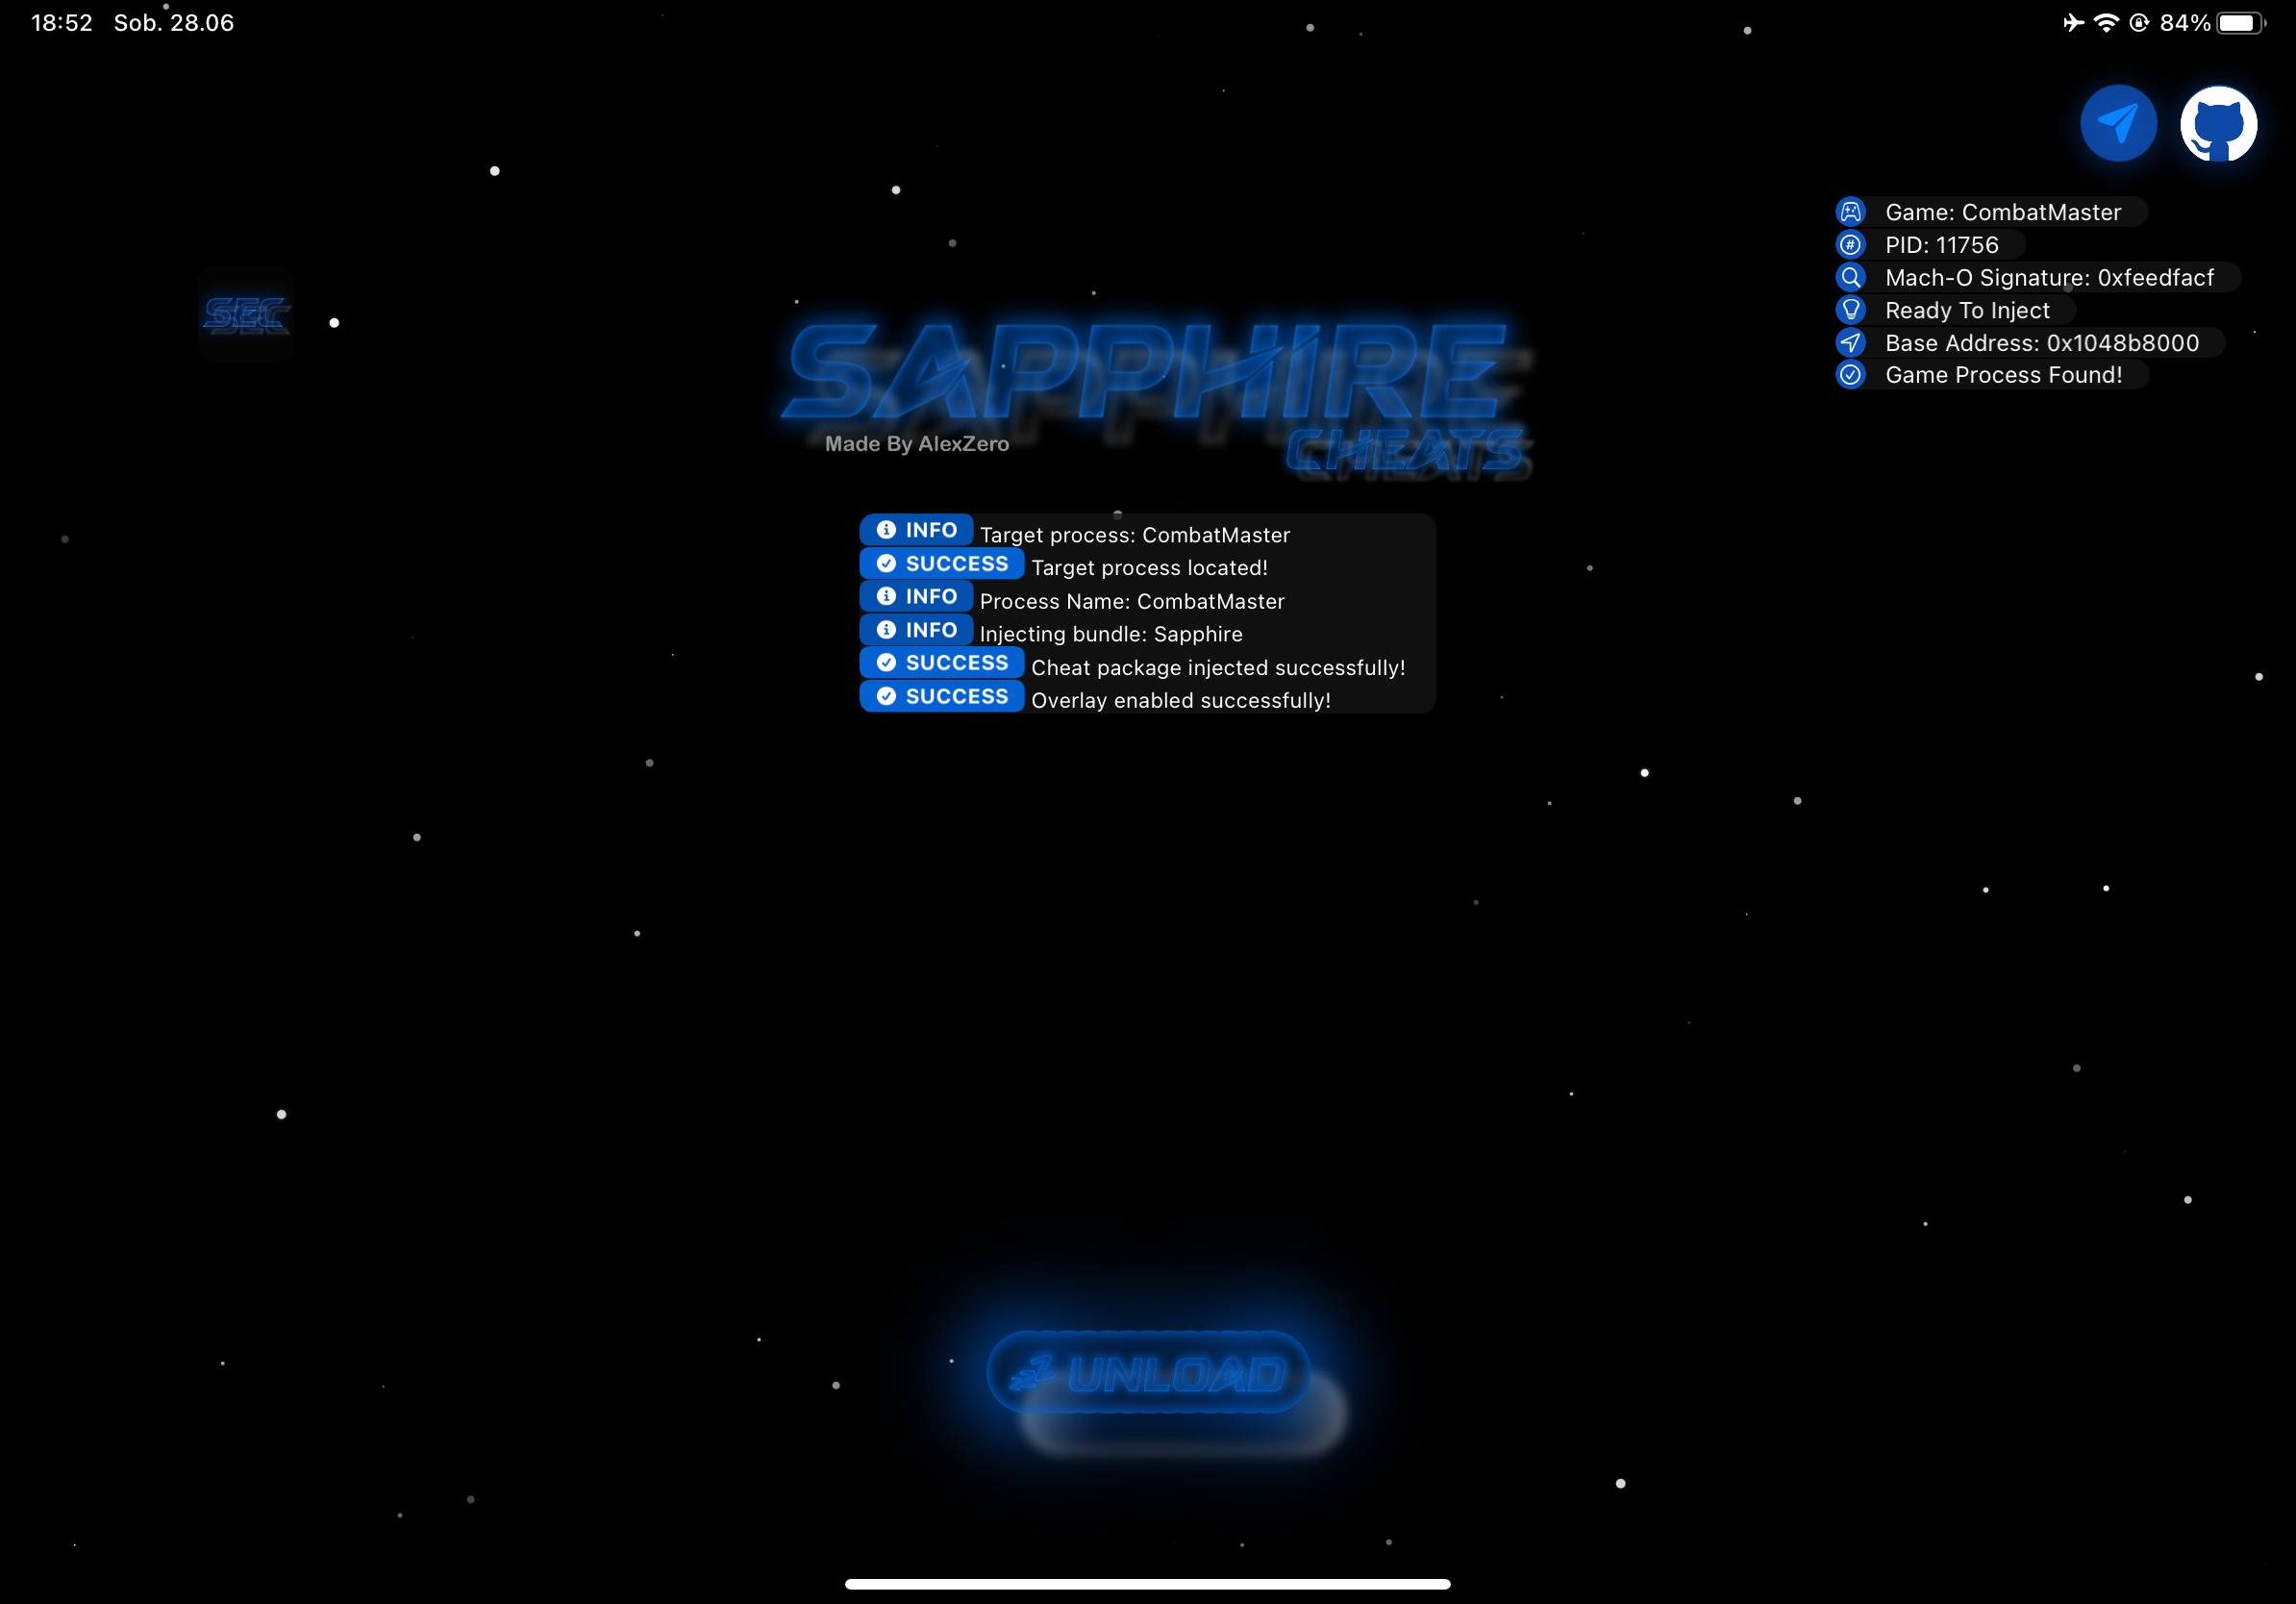 18:52 Sob. 28.06
84%
SEC
SAPPHIRE
CHEATS
Made By AlexZero
Game: CombatMaster
PID: 11756
Mach-O Signature: 0xfeedfacf
Ready To Inject
Base Address: 0x1048b8000
Game Process Found!
INFO Target process: CombatMaster
SUCCESS Target process located!
INFO Process Name: CombatMaster
INFO Injecting bundle: Sapphire
SUCCESS Cheat package injected successfully!
SUCCESS Overlay enabled successfully!
UNLOAD